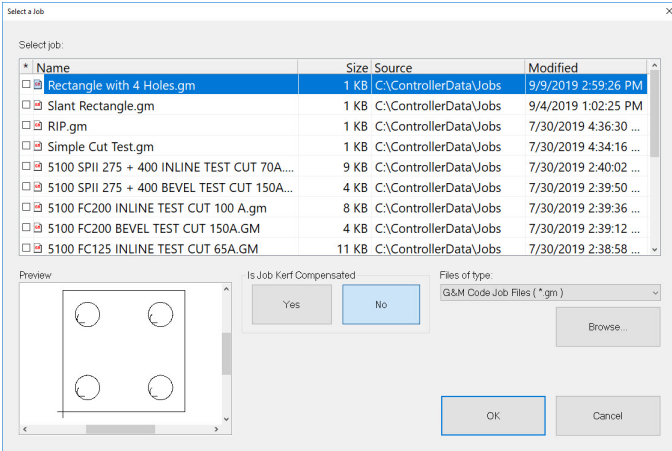 Select a Job
Select job:
* Name Size Source Modified
Rectangle with 4 Holes.gm 1 KB C:\ControllerData\Jobs 9/9/2019 2:59:26 PM
Slant Rectangle.gm 1 KB C:\ControllerData\Jobs 9/4/2019 1:02:25 PM
RIP.gm 1 KB C:\ControllerData\Jobs 7/30/2019 4:36:30 ...
Simple Cut Test.gm 1 KB C:\ControllerData\Jobs 7/30/2019 4:34:16 ...
5100 SPII 275 + 400 INLINE TEST CUT 70A.... 9 KB C:\ControllerData\Jobs 7/30/2019 2:40:02 ...
5100 SPII 275 + 400 BEVEL TEST CUT 150A... 4 KB C:\ControllerData\Jobs 7/30/2019 2:39:50 ...
5100 FC200 INLINE TEST CUT 100 A.gm 8 KB C:\ControllerData\Jobs 7/30/2019 2:39:36 ...
5100 FC200 BEVEL TEST CUT 150A.GM 4 KB C:\ControllerData\Jobs 7/30/2019 2:39:12 ...
5100 FC125 INLINE TEST CUT 65A.GM 11 KB C:\ControllerData\Jobs 7/30/2019 2:38:58 ...
Preview Is Job Kerf Compensated Files of type:
Yes No G&M Code Job Files ( *.gm )
Browse...
OK Cancel